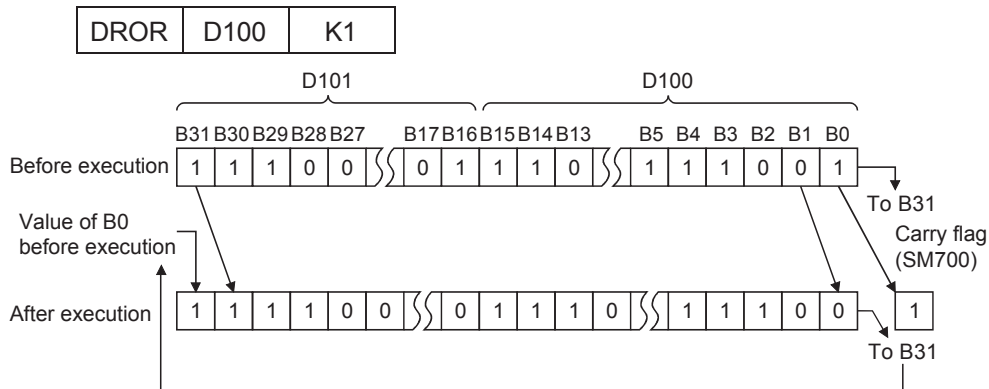 DROR D100 K1
D101 D100
B31 B30 B29 B28 B27 B17 B16 B15 B14 B13 B5 B4 B3 B2 B1 B0
Before execution 1 1 1 0 0 0 1 1 1 0 1 1 1 0 0 1
To B31
Value of B0
before execution
Carry flag
(SM700)
After execution 1 1 1 1 0 0 0 1 1 1 0 1 1 1 0 0 1
To B31